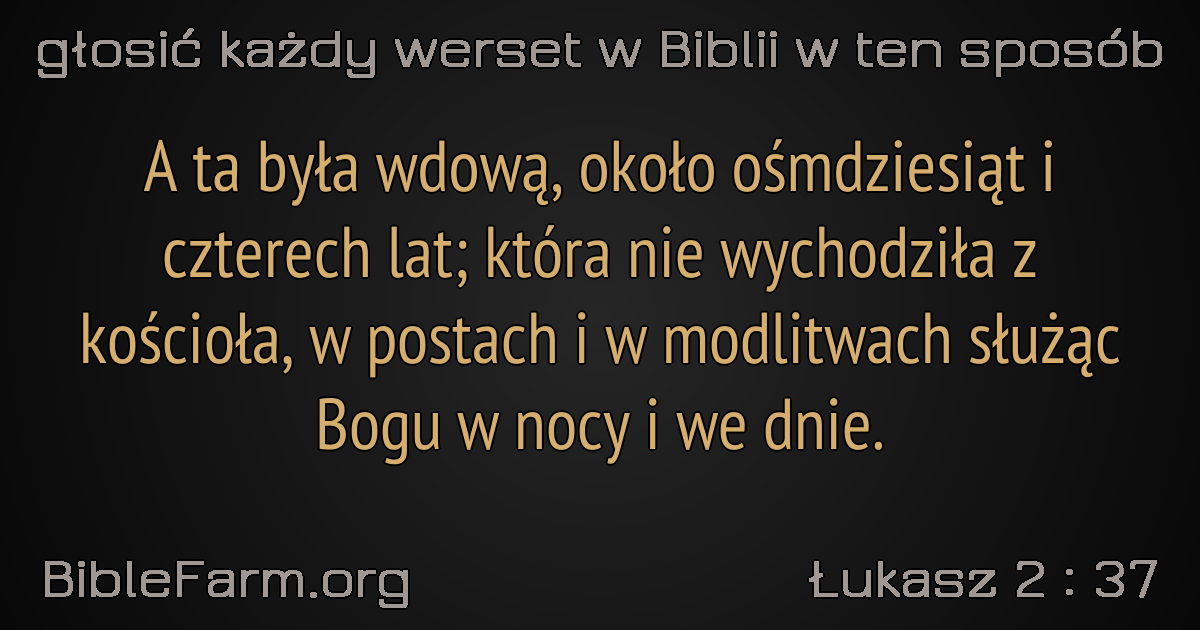 głosić każdy werset w Biblii w ten sposób
A ta była wdową, około ośmdziesiąt i
czterech lat; która nie wychodziła z
kościoła, w postach i w modlitwach służąc
Bogu w nocy i we dnie.
BibleFarm.org
Łukasz 2 : 37